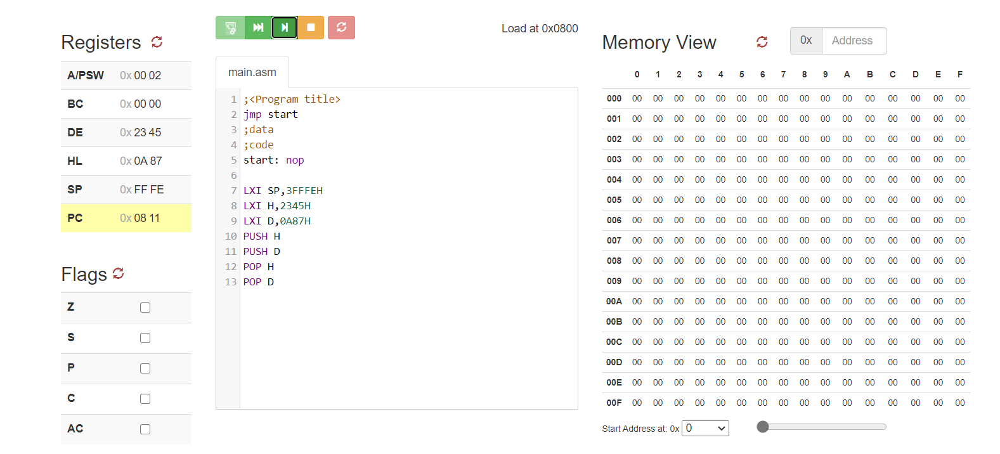 Registers
A/PSW 0x 00 02
BC 0x 00 00
DE 0x 23 45
HL 0x 0A 87
SP 0x FF FE
PC 0x 08 11
Flags
Z
S
P
C
AC
Load at 0x0800
main.asm
1 ;<Program title>
2 jmp start
3 ;data
4 ;code
5 start: nop
6
7 LXI SP,3FFFEH
8 LXI H,2345H
9 LXI D,0A87H
10 PUSH H
11 PUSH D
12 POP H
13 POP D
Memory View
0x Address
0 1 2 3 4 5 6 7 8 9 A B C D E F
000 00 00 00 00 00 00 00 00 00 00 00 00 00 00 00 00
001 00 00 00 00 00 00 00 00 00 00 00 00 00 00 00 00
002 00 00 00 00 00 00 00 00 00 00 00 00 00 00 00 00
003 00 00 00 00 00 00 00 00 00 00 00 00 00 00 00 00
004 00 00 00 00 00 00 00 00 00 00 00 00 00 00 00 00
005 00 00 00 00 00 00 00 00 00 00 00 00 00 00 00 00
006 00 00 00 00 00 00 00 00 00 00 00 00 00 00 00 00
007 00 00 00 00 00 00 00 00 00 00 00 00 00 00 00 00
008 00 00 00 00 00 00 00 00 00 00 00 00 00 00 00 00
009 00 00 00 00 00 00 00 00 00 00 00 00 00 00 00 00
00A 00 00 00 00 00 00 00 00 00 00 00 00 00 00 00 00
00B 00 00 00 00 00 00 00 00 00 00 00 00 00 00 00 00
00C 00 00 00 00 00 00 00 00 00 00 00 00 00 00 00 00
00D 00 00 00 00 00 00 00 00 00 00 00 00 00 00 00 00
00E 00 00 00 00 00 00 00 00 00 00 00 00 00 00 00 00
00F 00 00 00 00 00 00 00 00 00 00 00 00 00 00 00 00
Start Address at: 0x 0